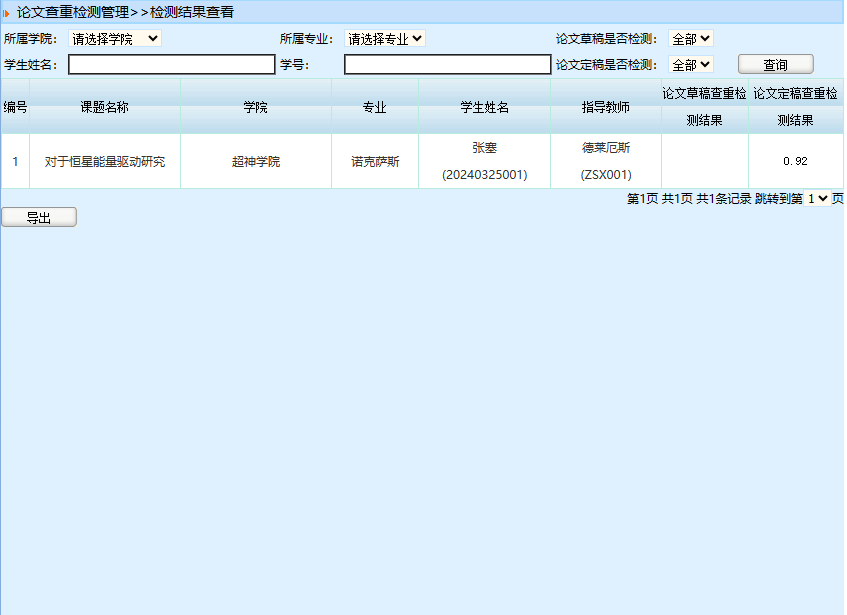 论文查重检测管理>>检测结果查看
所属学院: 请选择学院 所属专业: 请选择专业 论文草稿是否检测: 全部
学生姓名: 学号: 论文定稿是否检测: 全部 查询
编号 课题名称 学院 专业 学生姓名 指导教师 论文草稿查重检测结果 论文定稿查重检测结果
1 对于恒星能量驱动研究 超神学院 诺克萨斯 张塞 (20240325001) 德莱厄斯 (ZSX001) 0.92
第1页 共1页 共1条记录 跳转到第 1 页
导出